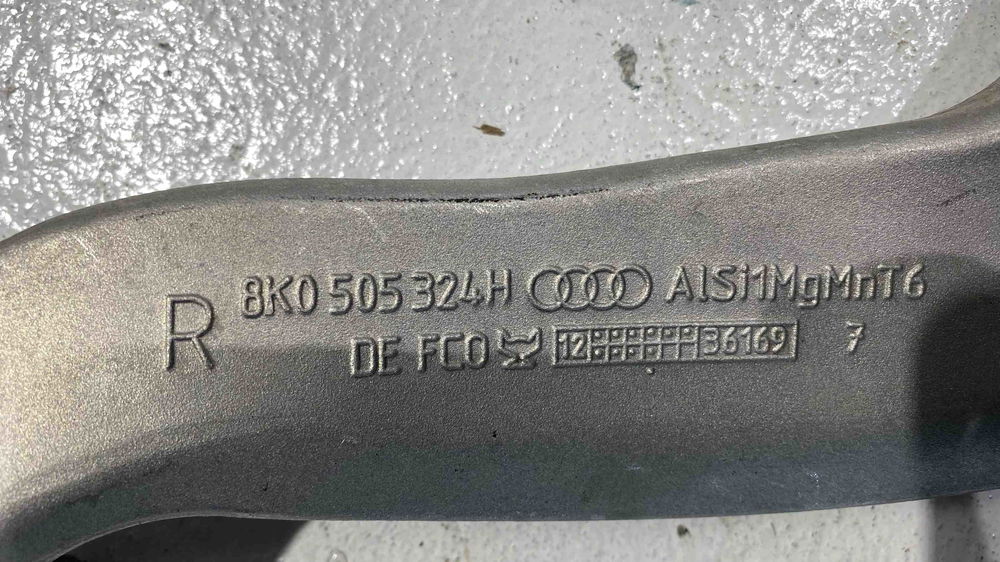 R
8K0 505 324H AlSi1MgMnT6
DE FCO 12 36169 7